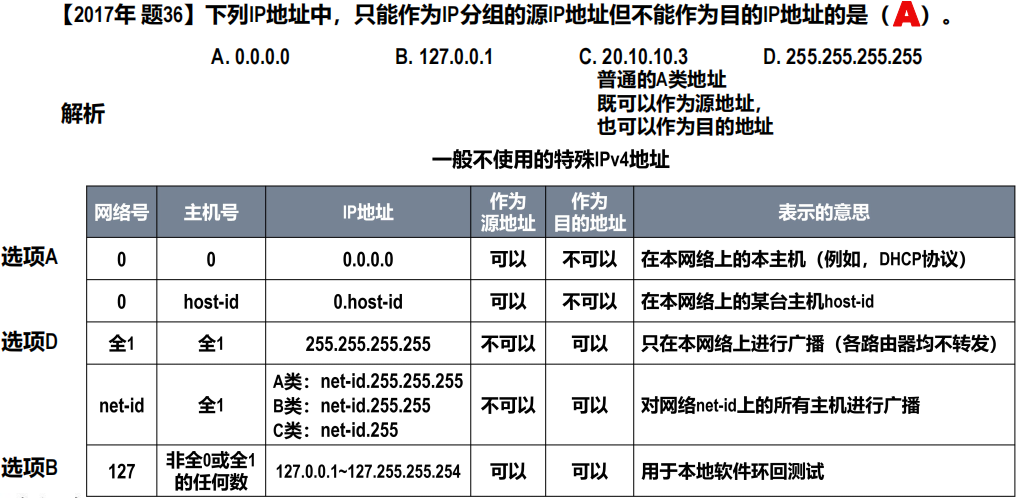 【2017年 题36】下列IP地址中，只能作为IP分组的源IP地址但不能作为目的IP地址的是（A）。
A. 0.0.0.0 B. 127.0.0.1 C. 20.10.10.3 D. 255.255.255.255
普通的A类地址
既可以作为源地址，
也可以作为目的地址
解析
一般不使用的特殊IPv4地址
网络号 主机号 IP地址 作为源地址 作为目的地址 表示的意思
选项A 0 0 0.0.0.0 可以 不可以 在本网络上的本主机（例如，DHCP协议）
0 host-id 0.host-id 可以 不可以 在本网络上的某台主机host-id
选项D 全1 全1 255.255.255.255 不可以 可以 只在本网络上进行广播（各路由器均不转发）
A类：net-id.255.255.255
net-id 全1 B类：net-id.255.255 不可以 可以 对网络net-id上的所有主机进行广播
C类：net-id.255
选项B 127 非全0或全1的任何数 127.0.0.1~127.255.255.254 可以 可以 用于本地软件环回测试